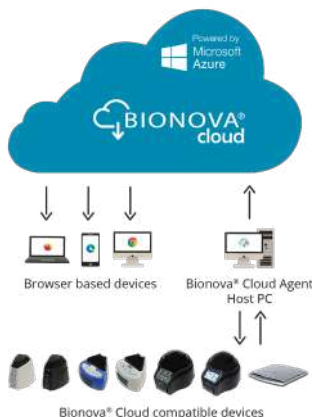 Powered by
Microsoft
Azure
BIONOVA®
cloud
Browser based devices
Bionova® Cloud Agent
Host PC
Bionova® Cloud compatible devices